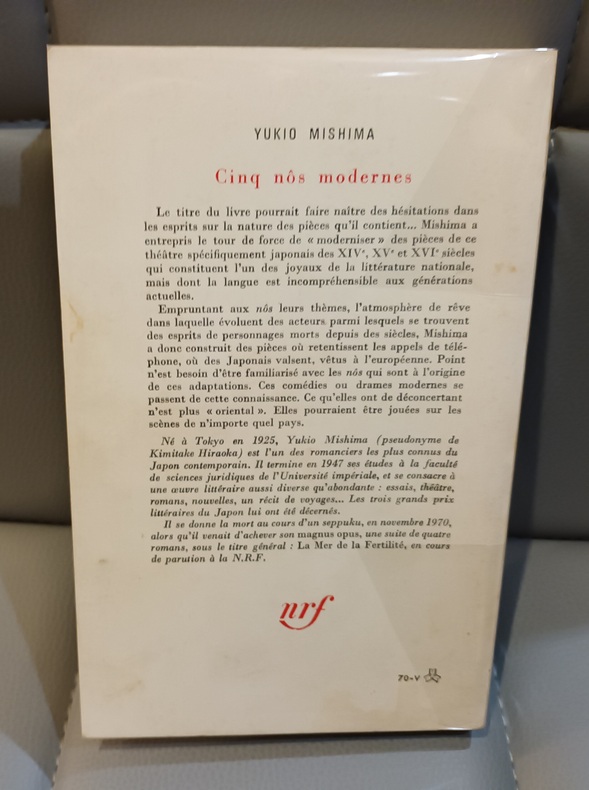 YUKIO MISHIMA
Cinq nôs modernes
Le titre du livre pourrait faire naître des hésitations dans
les esprits sur la nature des pièces qu'il contient... Mishima a
entrepris le tour de force de « moderniser » des pièces de ce
théâtre spécifiquement japonais des XIVe, XVe et XVIe siècles
qui constituent l'un des joyaux de la littérature nationale,
mais dont la langue est incompréhensible aux générations
actuelles.
Empruntant aux nôs leurs thèmes, l'atmosphère de rêve
dans laquelle évoluent des acteurs parmi lesquels se trouvent
des esprits de personnages morts depuis des siècles, Mishima
a donc construit des pièces où retentissent les appels de télé-
phone, où des Japonais valsent, vêtus à l'européenne. Point
n'est besoin d'être familiarisé avec les nôs qui sont à l'origine
de ces adaptations. Ces comédies ou drames modernes se
passent de cette connaissance. Ce qu'elles ont de déconcertant
n'est plus « oriental ». Elles pourraient être jouées sur les
scènes de n'importe quel pays.
Né à Tokyo en 1925, Yukio Mishima (pseudonyme de
Kimitake Hiraoka) est l'un des romanciers les plus connus du
Japon contemporain. Il termine en 1947 ses études à la faculté
de sciences juridiques de l'Université impériale, et se consacre à
une œuvre littéraire aussi diverse qu'abondante : essais, théâtre,
romans, nouvelles, un récit de voyages... Les trois grands prix
littéraires du Japon lui ont été décernés.
Il se donne la mort au cours d'un seppuku, en novembre 1970,
alors qu'il venait d'achever son magnus opus, une suite de quatre
romans, sous le titre général : La Mer de la Fertilité, en cours
de parution à la N.R.F.
nrf
70-V